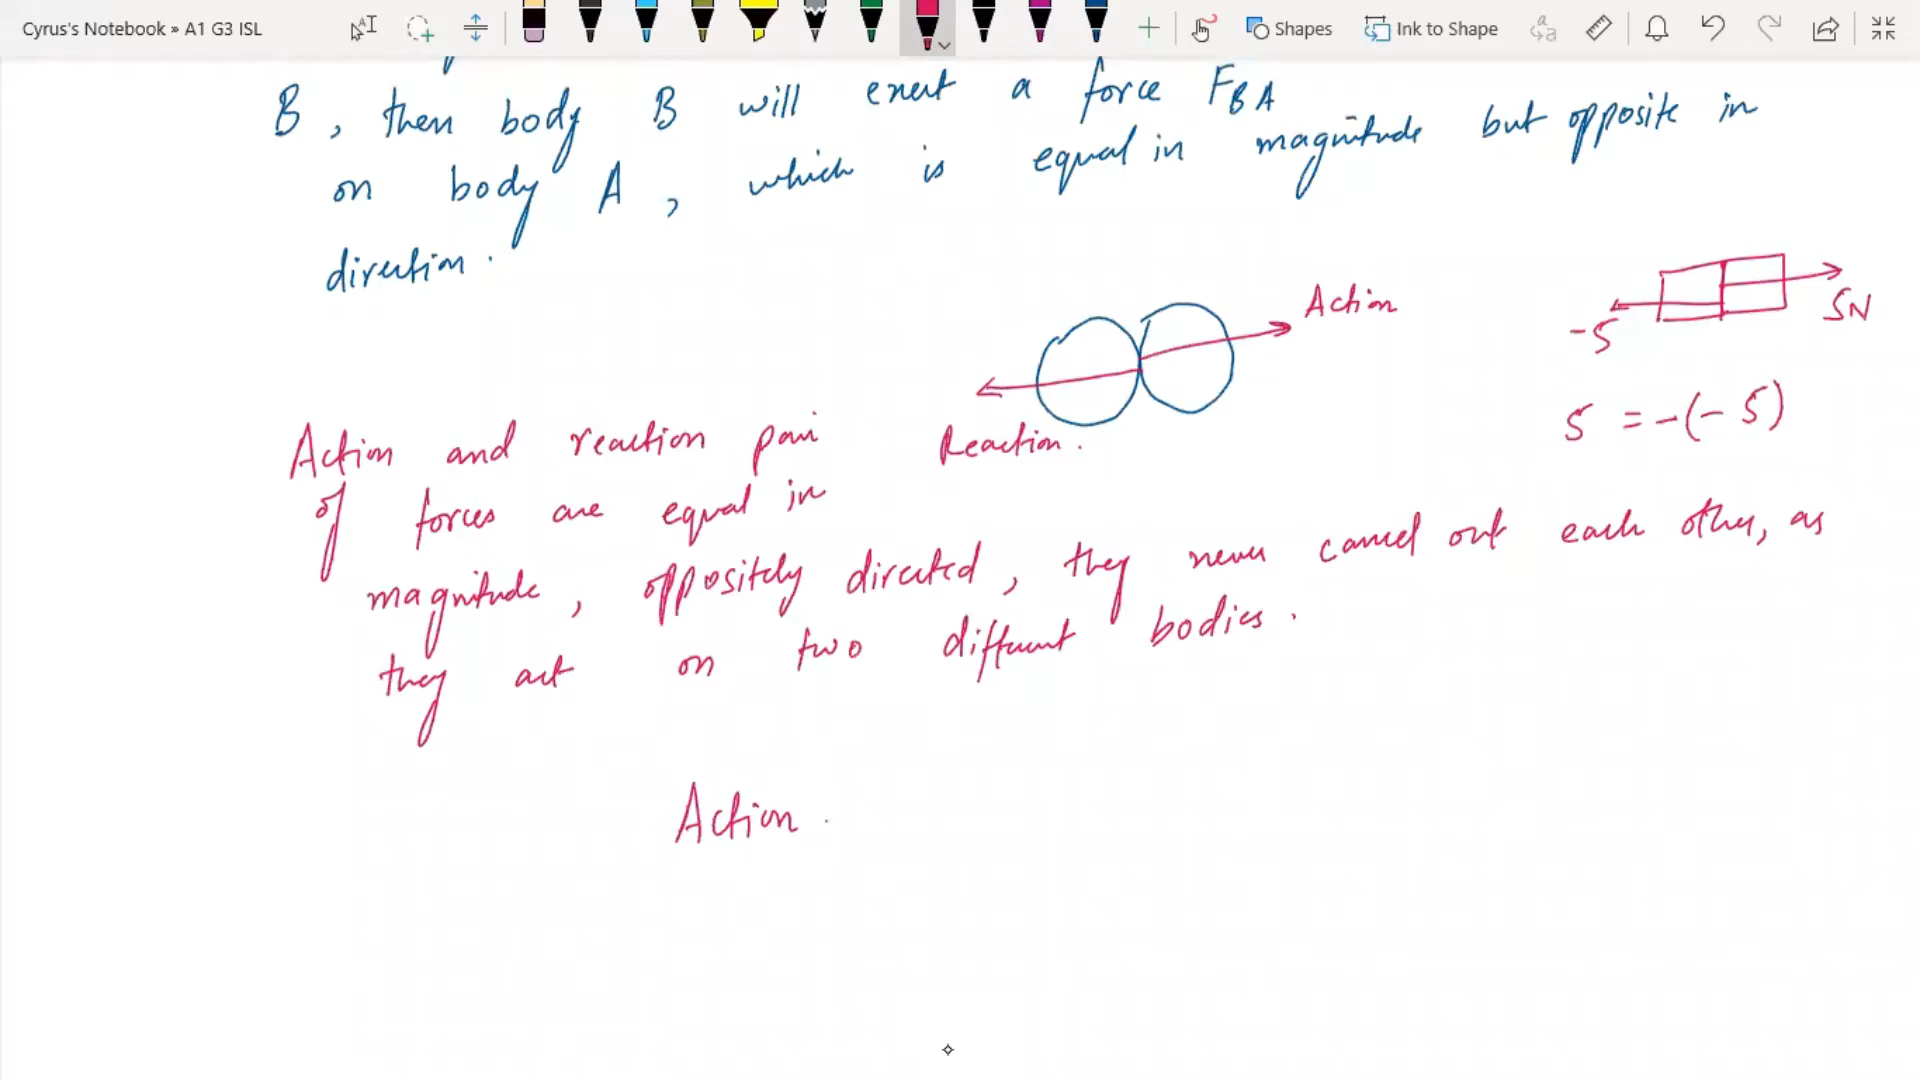 Cyrus's Notebook » A1 G3 ISL
Shapes
Ink to Shape
B, then body B will exert a force FBA
on body A, which is equal in magnitude but opposite in
direction.
Action
5N
-5
5 = -(-5)
Reaction.
Action and reaction pair
of forces are equal in
magnitude, oppositely directed, they never cancel out each other, as
they act on two different bodies.
Action.